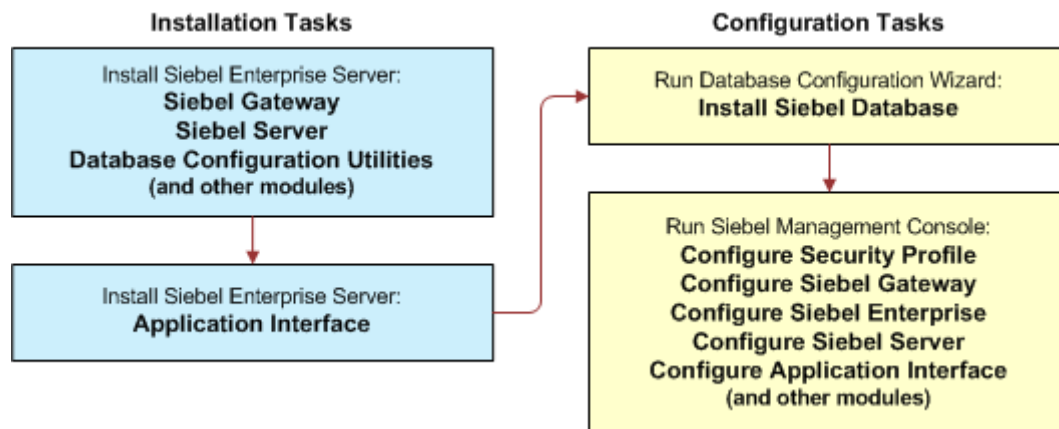 Installation Tasks
Install Siebel Enterprise Server:
Siebel Gateway
Siebel Server
Database Configuration Utilities
(and other modules)
Install Siebel Enterprise Server:
Application Interface
Configuration Tasks
Run Database Configuration Wizard:
Install Siebel Database
Run Siebel Management Console:
Configure Security Profile
Configure Siebel Gateway
Configure Siebel Enterprise
Configure Siebel Server
Configure Application Interface
(and other modules)